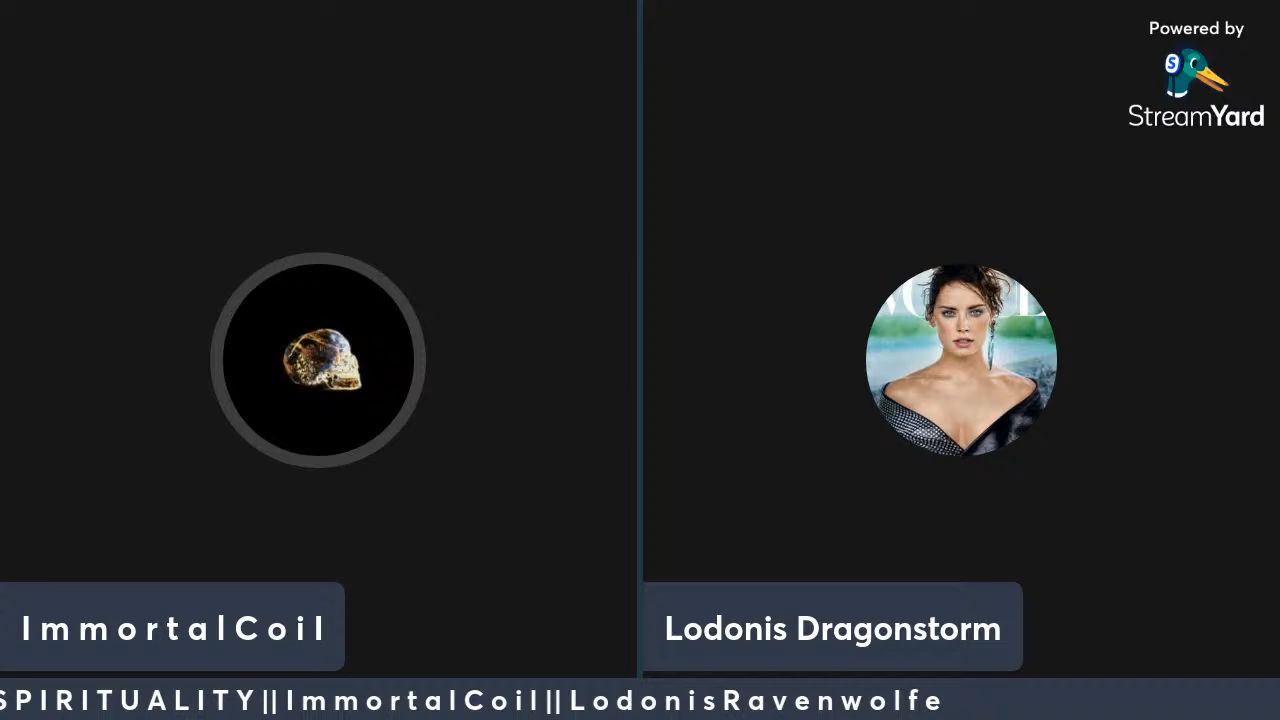 Powered by
S
StreamYard
ImmortalCoil
Lodonis Dragonstorm
SPIRITUALITY||ImmortalCoil||LodonisRavenwolfe